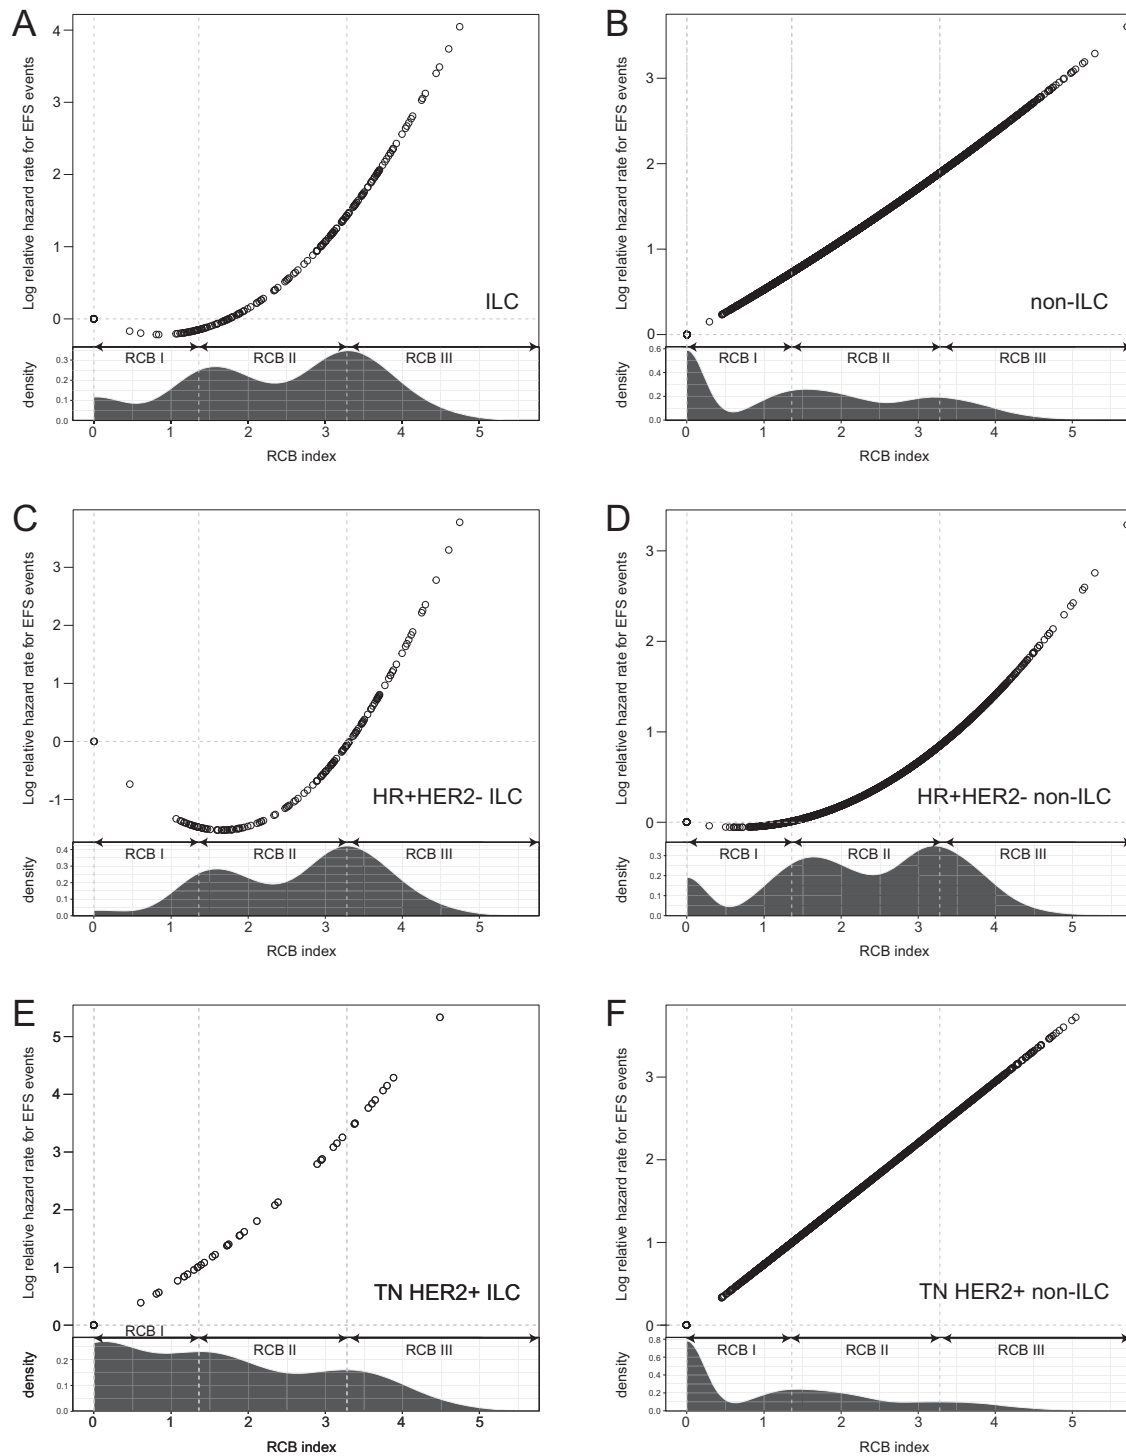 A
Log relative hazard rate for EFS events
4
3
2
1
0
ILC
RCB I
RCB II
RCB III
density
0.3
0.2
0.1
0.0
0 1 2 3 4 5
RCB index
B
Log relative hazard rate for EFS events
3
2
1
0
non-ILC
RCB I
RCB II
RCB III
density
0.6
0.4
0.2
0.0
0 1 2 3 4 5
RCB index
C
Log relative hazard rate for EFS events
3
2
1
0
-1
HR+HER2- ILC
RCB I
RCB II
RCB III
density
0.4
0.3
0.2
0.1
0.0
0 1 2 3 4 5
RCB index
D
Log relative hazard rate for EFS events
3
2
1
0
HR+HER2- non-ILC
RCB I
RCB II
RCB III
density
0.3
0.2
0.1
0.0
0 1 2 3 4 5
RCB index
E
Log relative hazard rate for EFS events
5
4
3
2
1
0
TN HER2+ ILC
RCB I
RCB II
RCB III
density
0.2
0.1
0.0
0 1 2 3 4 5
RCB index
F
Log relative hazard rate for EFS events
3
2
1
0
TN HER2+ non-ILC
RCB I
RCB II
RCB III
density
0.8
0.6
0.4
0.2
0.0
0 1 2 3 4 5
RCB index